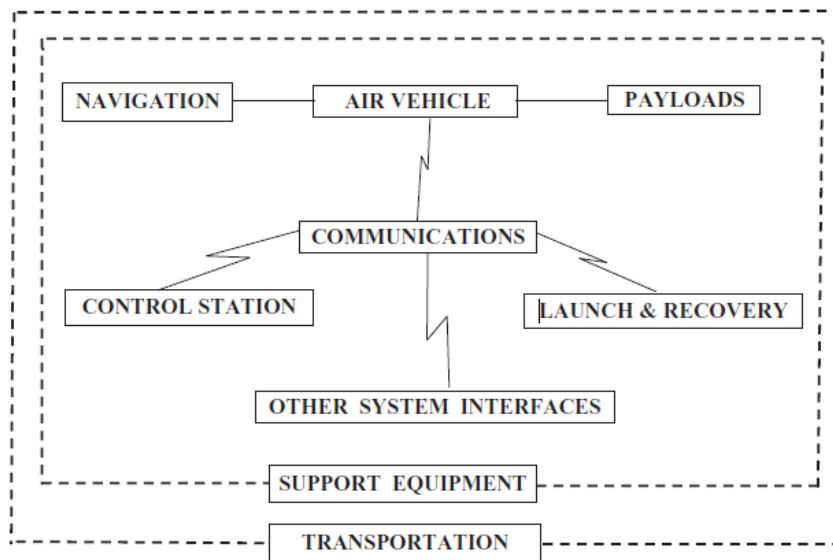 NAVIGATION
AIR VEHICLE
PAYLOADS
COMMUNICATIONS
CONTROL STATION
LAUNCH & RECOVERY
OTHER SYSTEM INTERFACES
SUPPORT EQUIPMENT
TRANSPORTATION